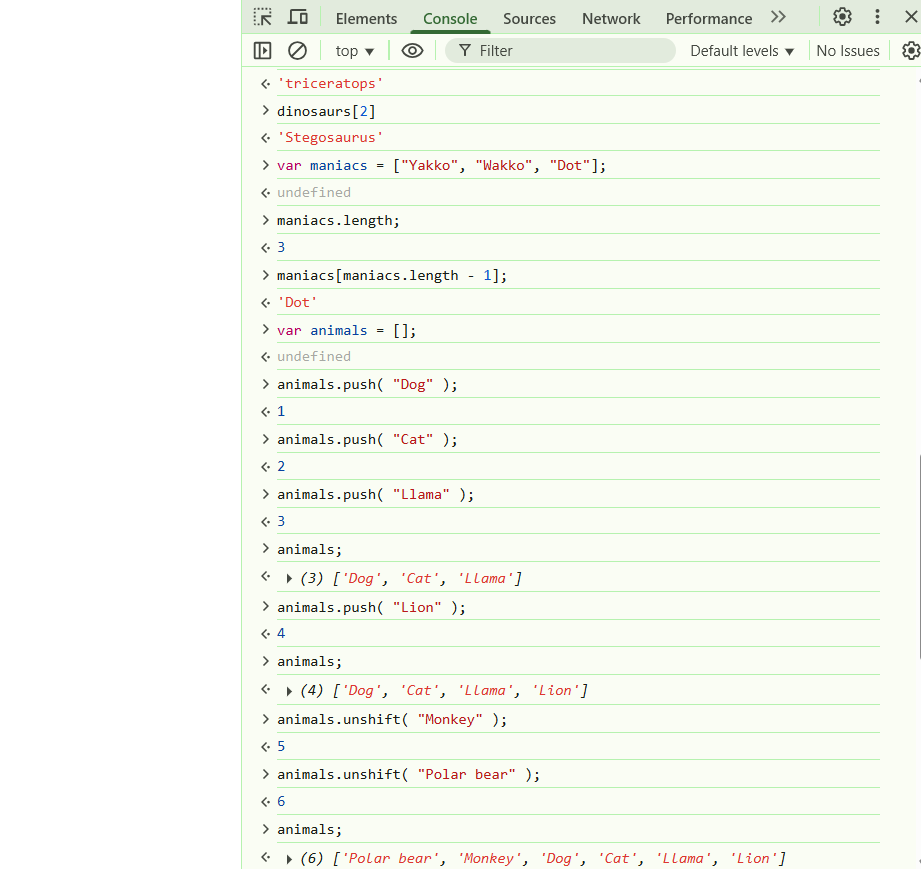 Elements Console Sources Network Performance
top Filter Default levels No Issues
'triceratops'
dinosaurs[2]
'Stegosaurus'
var maniacs = ["Yakko", "Wakko", "Dot"];
undefined
maniacs.length;
3
maniacs[maniacs.length - 1];
'Dot'
var animals = [];
undefined
animals.push( "Dog" );
1
animals.push( "Cat" );
2
animals.push( "Llama" );
3
animals;
(3) ['Dog', 'Cat', 'Llama']
animals.push( "Lion" );
4
animals;
(4) ['Dog', 'Cat', 'Llama', 'Lion']
animals.unshift( "Monkey" );
5
animals.unshift( "Polar bear" );
6
animals;
(6) ['Polar bear', 'Monkey', 'Dog', 'Cat', 'Llama', 'Lion']